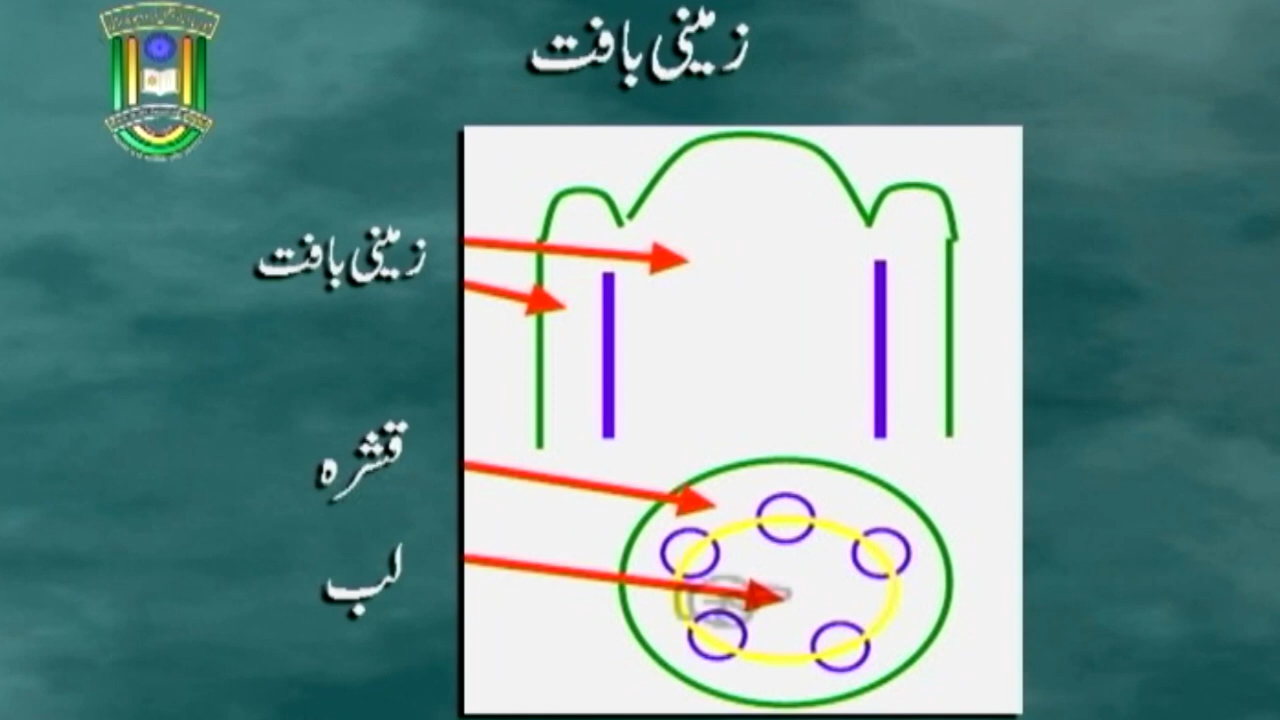 زمینی بافت
زمینی بافت
قشرہ
لب